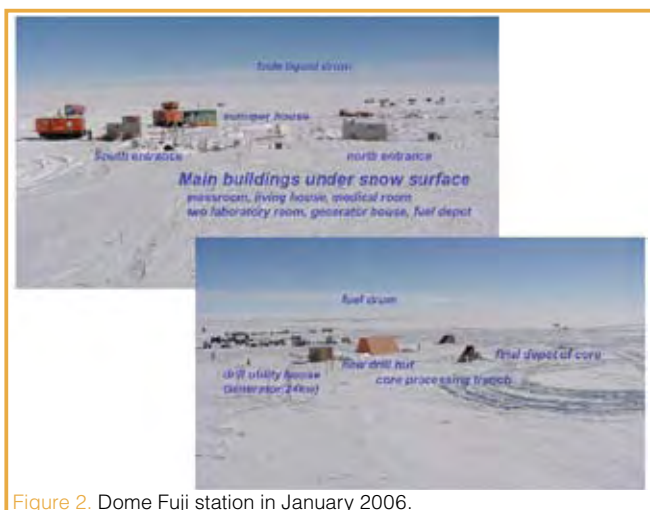 liquid drum
summer house
South entrance
north entrance
Main buildings under snow surface
messroom, living house, medical room
two laboratory room, generator house, fuel depot
fuel drum
final depot of core
new drill hut
core processing trench
drill utility house
(Generator:24kw)
Figure 2. Dome Fuji station in January 2006.